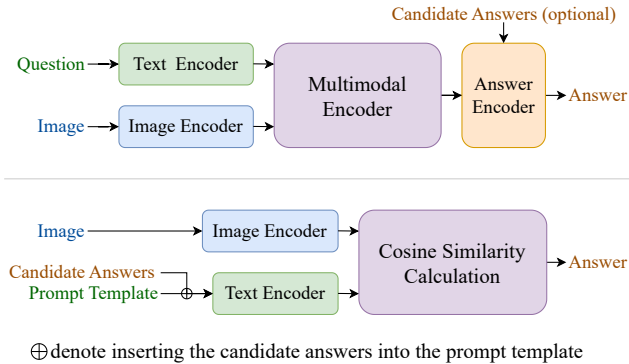 Candidate Answers (optional)
Question
Text Encoder
Multimodal
Encoder
Answer
Encoder
Answer
Image
Image Encoder
Image
Image Encoder
Cosine Similarity
Calculation
Answer
Candidate Answers
Prompt Template
Text Encoder
⊕ denote inserting the candidate answers into the prompt template